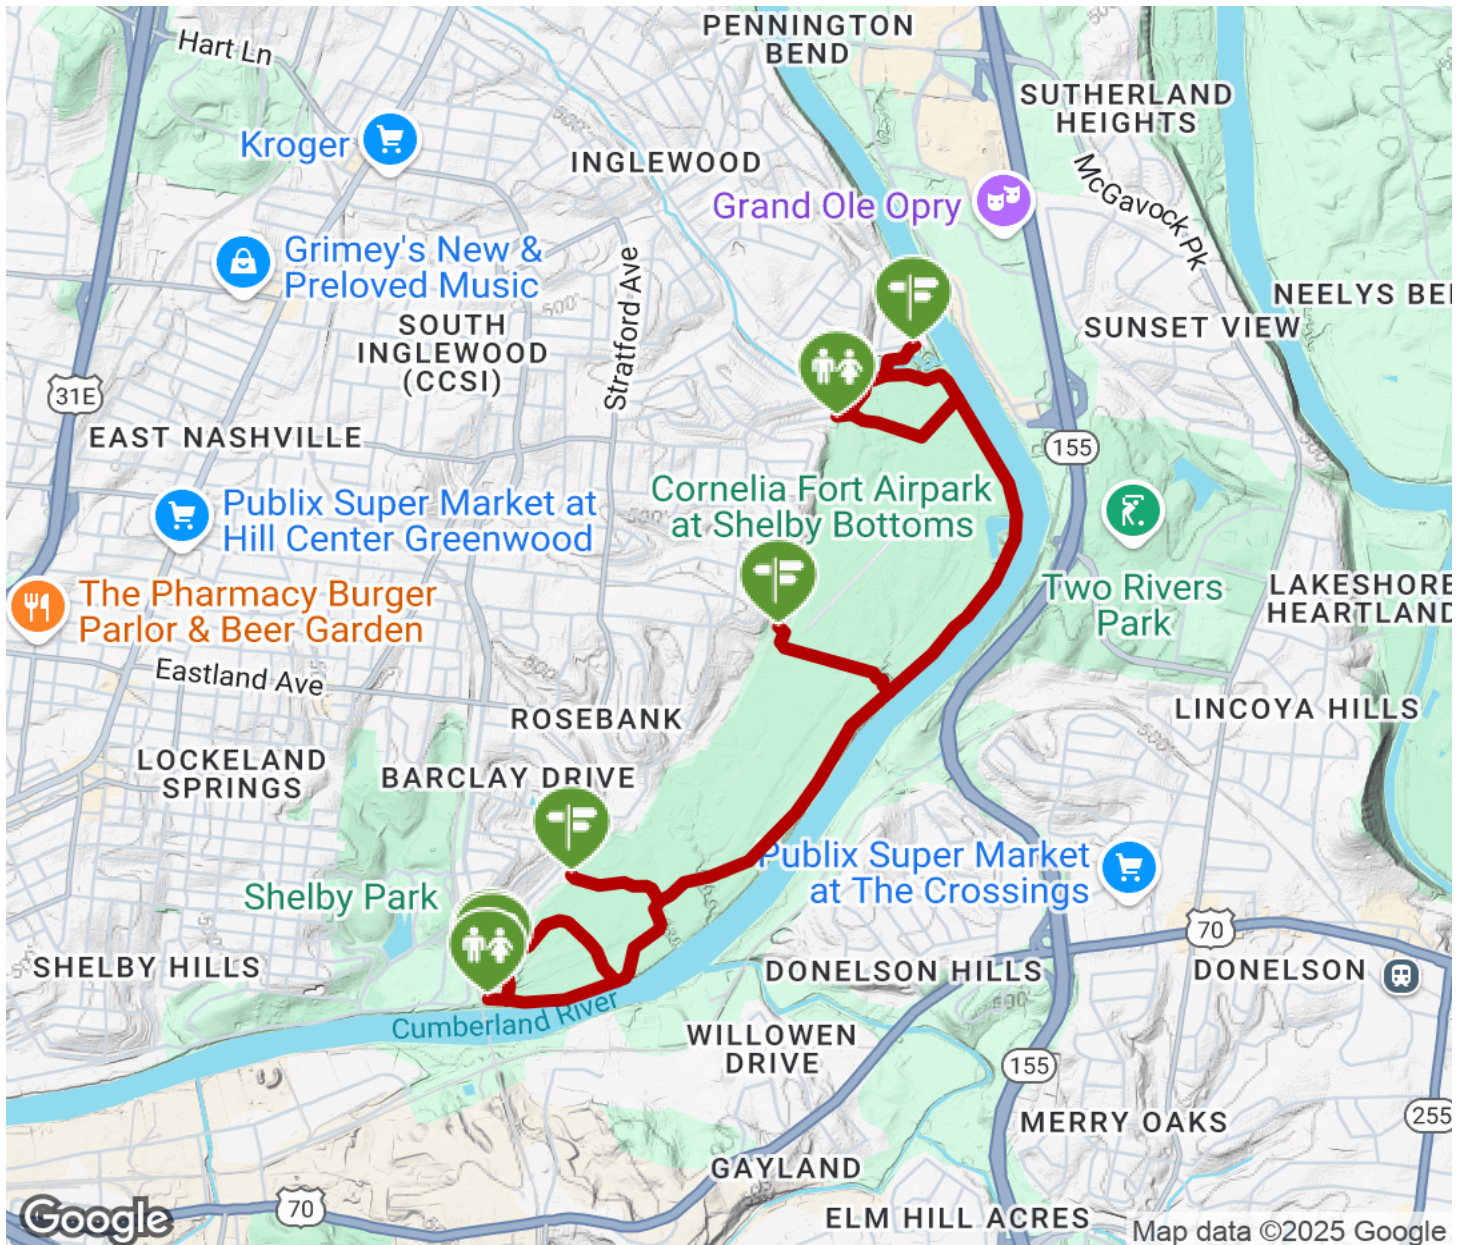 PENNINGTON
BEND
Hart Ln
SUTHERLAND
HEIGHTS
Kroger
INGLEWOOD
McGavock Pk
Grand Ole Opry
Grimey's New &
Preloved Music
Stratford Ave
500'
500'
500'
NEELYS BE
SOUTH
INGLEWOOD
(CCSI)
SUNSET VIEW
31E
EAST NASHVILLE
155
Cornelia Fort Airpark
at Shelby Bottoms
Publix Super Market at
Hill Center Greenwood
The Pharmacy Burger
Parlor & Beer Garden
Two Rivers
Park
LAKESHORE
HEARTLAND
Eastland Ave
ROSEBANK
LINCOYA HILLS
LOCKELAND
SPRINGS
BARCLAY DRIVE
Publix Super Market
at The Crossings
Shelby Park
70
SHELBY HILLS
DONELSON HILLS
DONELSON
Cumberland River
WILLOWEN
DRIVE
155
MERRY OAKS
255
GAYLAND
70
ELM HILL ACRES
Google
Map data ©2025 Google